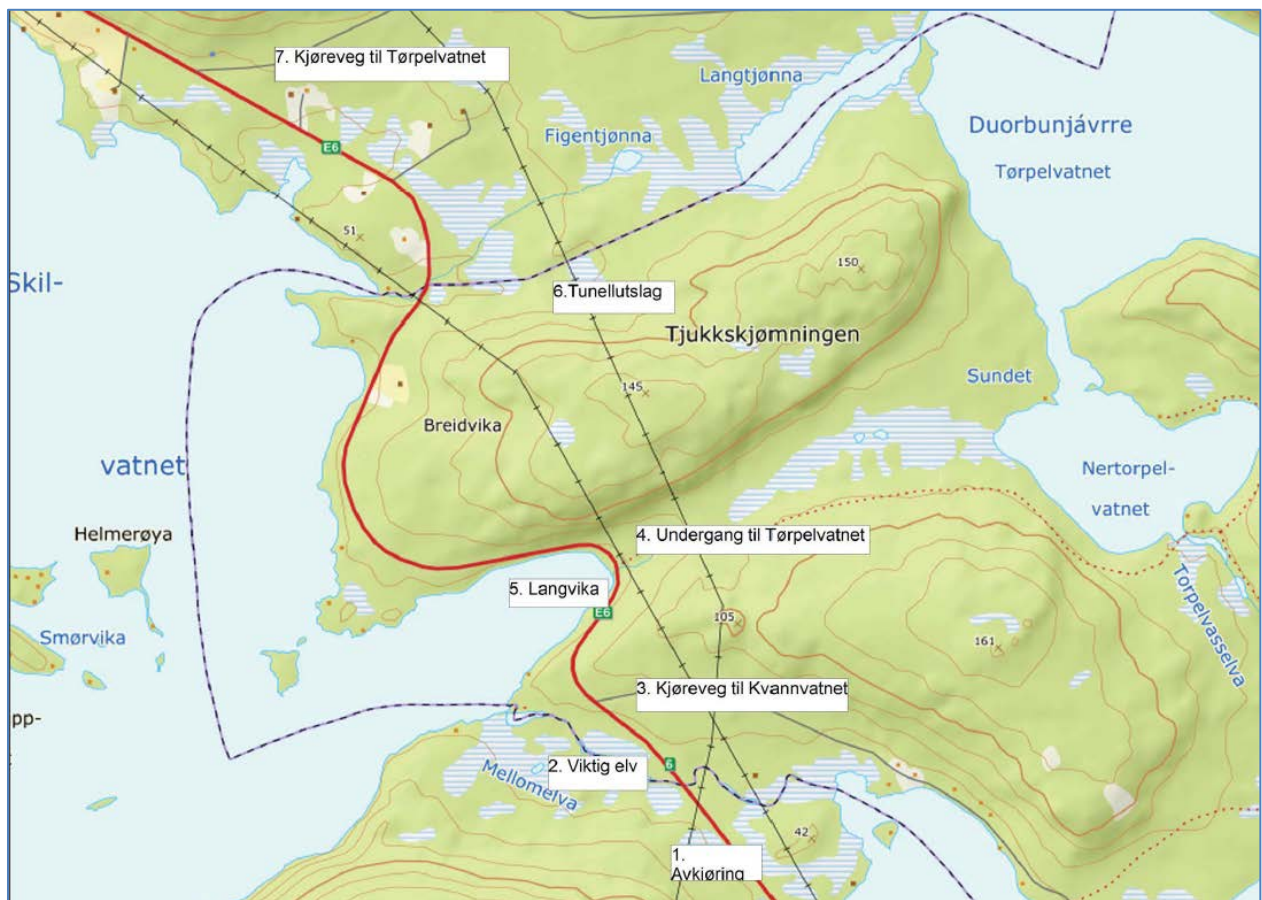 7. Kjøreveg til Tørpelvatnet
Langtjønna
Figentjønna
Duorbunjávrre
Tørpelvatnet
E6
51
Skil-
150
6.Tunellutslag
Tjukkskjømningen
Sundet
145
Breidvika
vatnet
Nertorpel-
vatnet
Helmerøya
4. Undergang til Tørpelvatnet
5. Langvika
E6
105
Smørvika
161
Torpelvasselva
3. Kjøreveg til Kvannvatnet
pp-
2. Viktig elv
6
Mellomelva
42
1.
Avkjøring